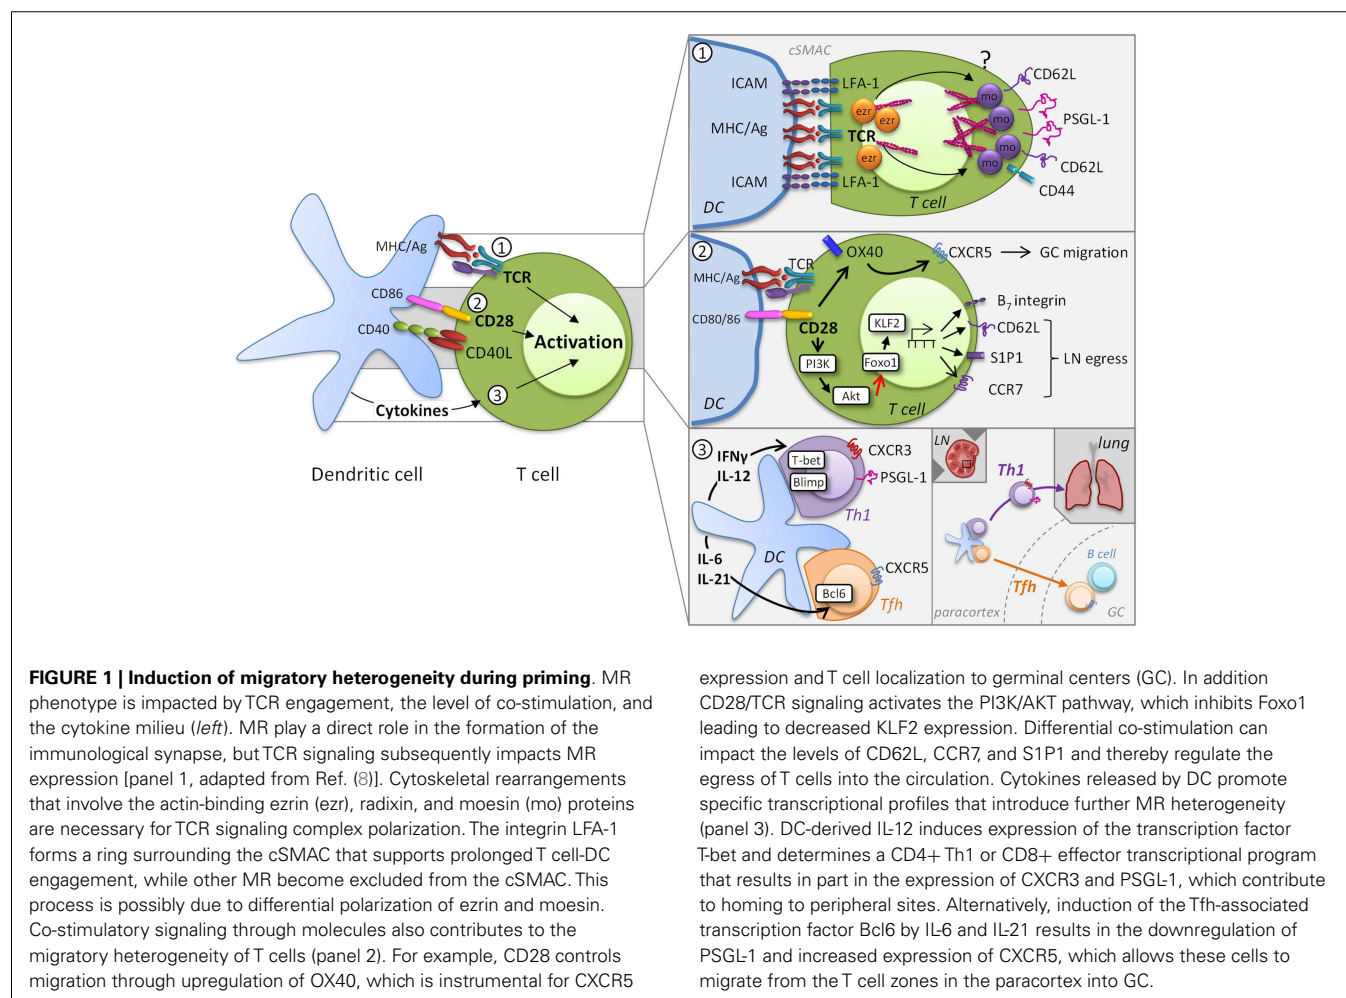 MHC/Ag
1
TCR
CD86
2
CD28
CD40
CD40L
Activation
3
Cytokines
Dendritic cell
T cell
1
cSMAC
?
ICAM
LFA-1
CD62L
ezr
ezr
mo
mo
PSGL-1
MHC/Ag
TCR
ezr
mo
mo
CD62L
ICAM
LFA-1
CD44
DC
T cell
2
OX40
CXCR5
GC migration
TCR
MHC/Ag
B7 integrin
CD80/86
CD28
KLF2
CD62L
PI3K
Foxo1
S1P1
LN egress
Akt
CCR7
DC
T cell
3
IFNγ
IL-12
T-bet
Blimp
CXCR3
PSGL-1
Th1
DC
IL-6
IL-21
CXCR5
Bcl6
Tfh
LN
lung
Th1
B cell
Tfh
paracortex
GC
FIGURE 1 | Induction of migratory heterogeneity during priming. MR
phenotype is impacted by TCR engagement, the level of co-stimulation, and
the cytokine milieu (left). MR play a direct role in the formation of the
immunological synapse, but TCR signaling subsequently impacts MR
expression [panel 1, adapted from Ref. (8)]. Cytoskeletal rearrangements
that involve the actin-binding ezrin (ezr), radixin, and moesin (mo) proteins
are necessary for TCR signaling complex polarization. The integrin LFA-1
forms a ring surrounding the cSMAC that supports prolonged T cell-DC
engagement, while other MR become excluded from the cSMAC. This
process is possibly due to differential polarization of ezrin and moesin.
Co-stimulatory signaling through molecules also contributes to the
migratory heterogeneity of T cells (panel 2). For example, CD28 controls
migration through upregulation of OX40, which is instrumental for CXCR5
expression and T cell localization to germinal centers (GC). In addition
CD28/TCR signaling activates the PI3K/AKT pathway, which inhibits Foxo1
leading to decreased KLF2 expression. Differential co-stimulation can
impact the levels of CD62L, CCR7, and S1P1 and thereby regulate the
egress of T cells into the circulation. Cytokines released by DC promote
specific transcriptional profiles that introduce further MR heterogeneity
(panel 3). DC-derived IL-12 induces expression of the transcription factor
T-bet and determines a CD4+ Th1 or CD8+ effector transcriptional program
that results in part in the expression of CXCR3 and PSGL-1, which contribute
to homing to peripheral sites. Alternatively, induction of the Tfh-associated
transcription factor Bcl6 by IL-6 and IL-21 results in the downregulation of
PSGL-1 and increased expression of CXCR5, which allows these cells to
migrate from the T cell zones in the paracortex into GC.